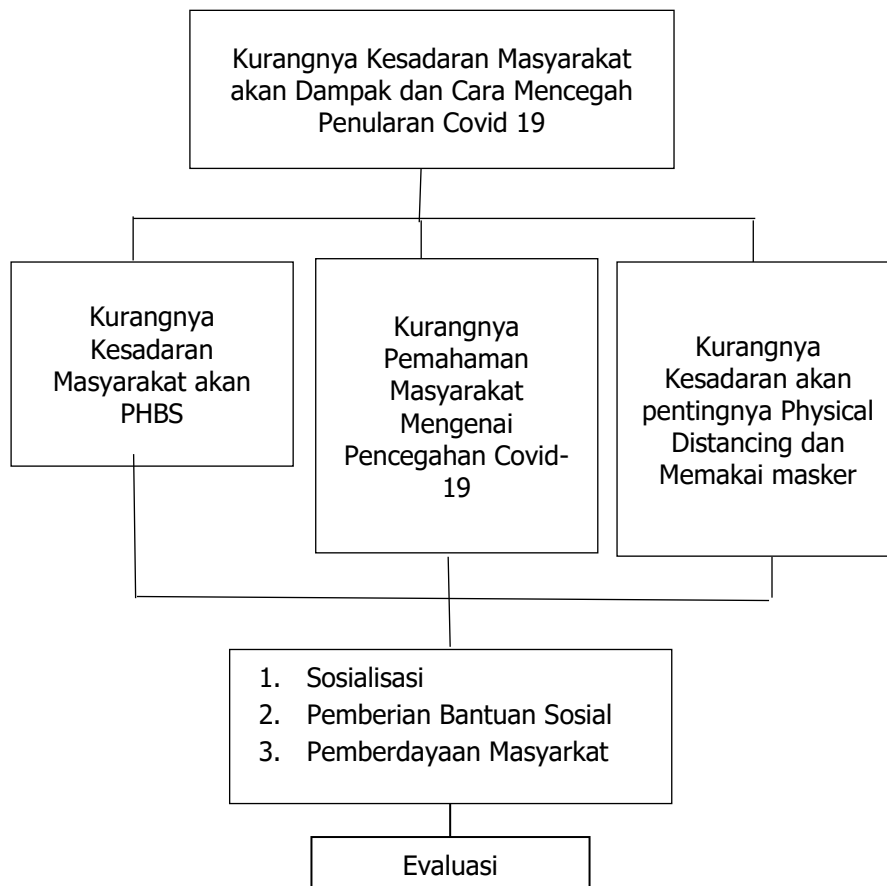 Kurangnya Kesadaran Masyarakat
akan Dampak dan Cara Mencegah
Penularan Covid 19
Kurangnya
Kesadaran
Masyarakat akan
PHBS
Kurangnya
Pemahaman
Masyarakat
Mengenai
Pencegahan Covid-
19
Kurangnya
Kesadaran akan
pentingnya Physical
Distancing dan
Memakai masker
1. Sosialisasi
2. Pemberian Bantuan Sosial
3. Pemberdayaan Masyarkat
Evaluasi